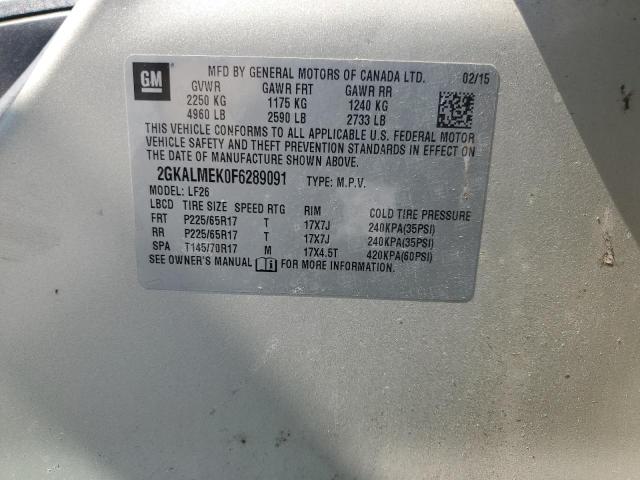 GM
MFD BY GENERAL MOTORS OF CANADA LTD. 02/15
GVWR GAWR FRT GAWR RR
2250 KG 1175 KG 1240 KG
4960 LB 2590 LB 2733 LB
THIS VEHICLE CONFORMS TO ALL APPLICABLE U.S. FEDERAL MOTOR
VEHICLE SAFETY AND THEFT PREVENTION STANDARDS IN EFFECT ON
THE DATE OF MANUFACTURE SHOWN ABOVE.
2GKALMEK0F6289091 TYPE: M.P.V.
MODEL: LF26
LBCD TIRE SIZE SPEED RTG RIM COLD TIRE PRESSURE
FRT P225/65R17 T 17X7J 240KPA(35PSI)
RR P225/65R17 T 17X7J 240KPA(35PSI)
SPA T145/70R17 M 17X4.5T 420KPA(60PSI)
SEE OWNER'S MANUAL FOR MORE INFORMATION.